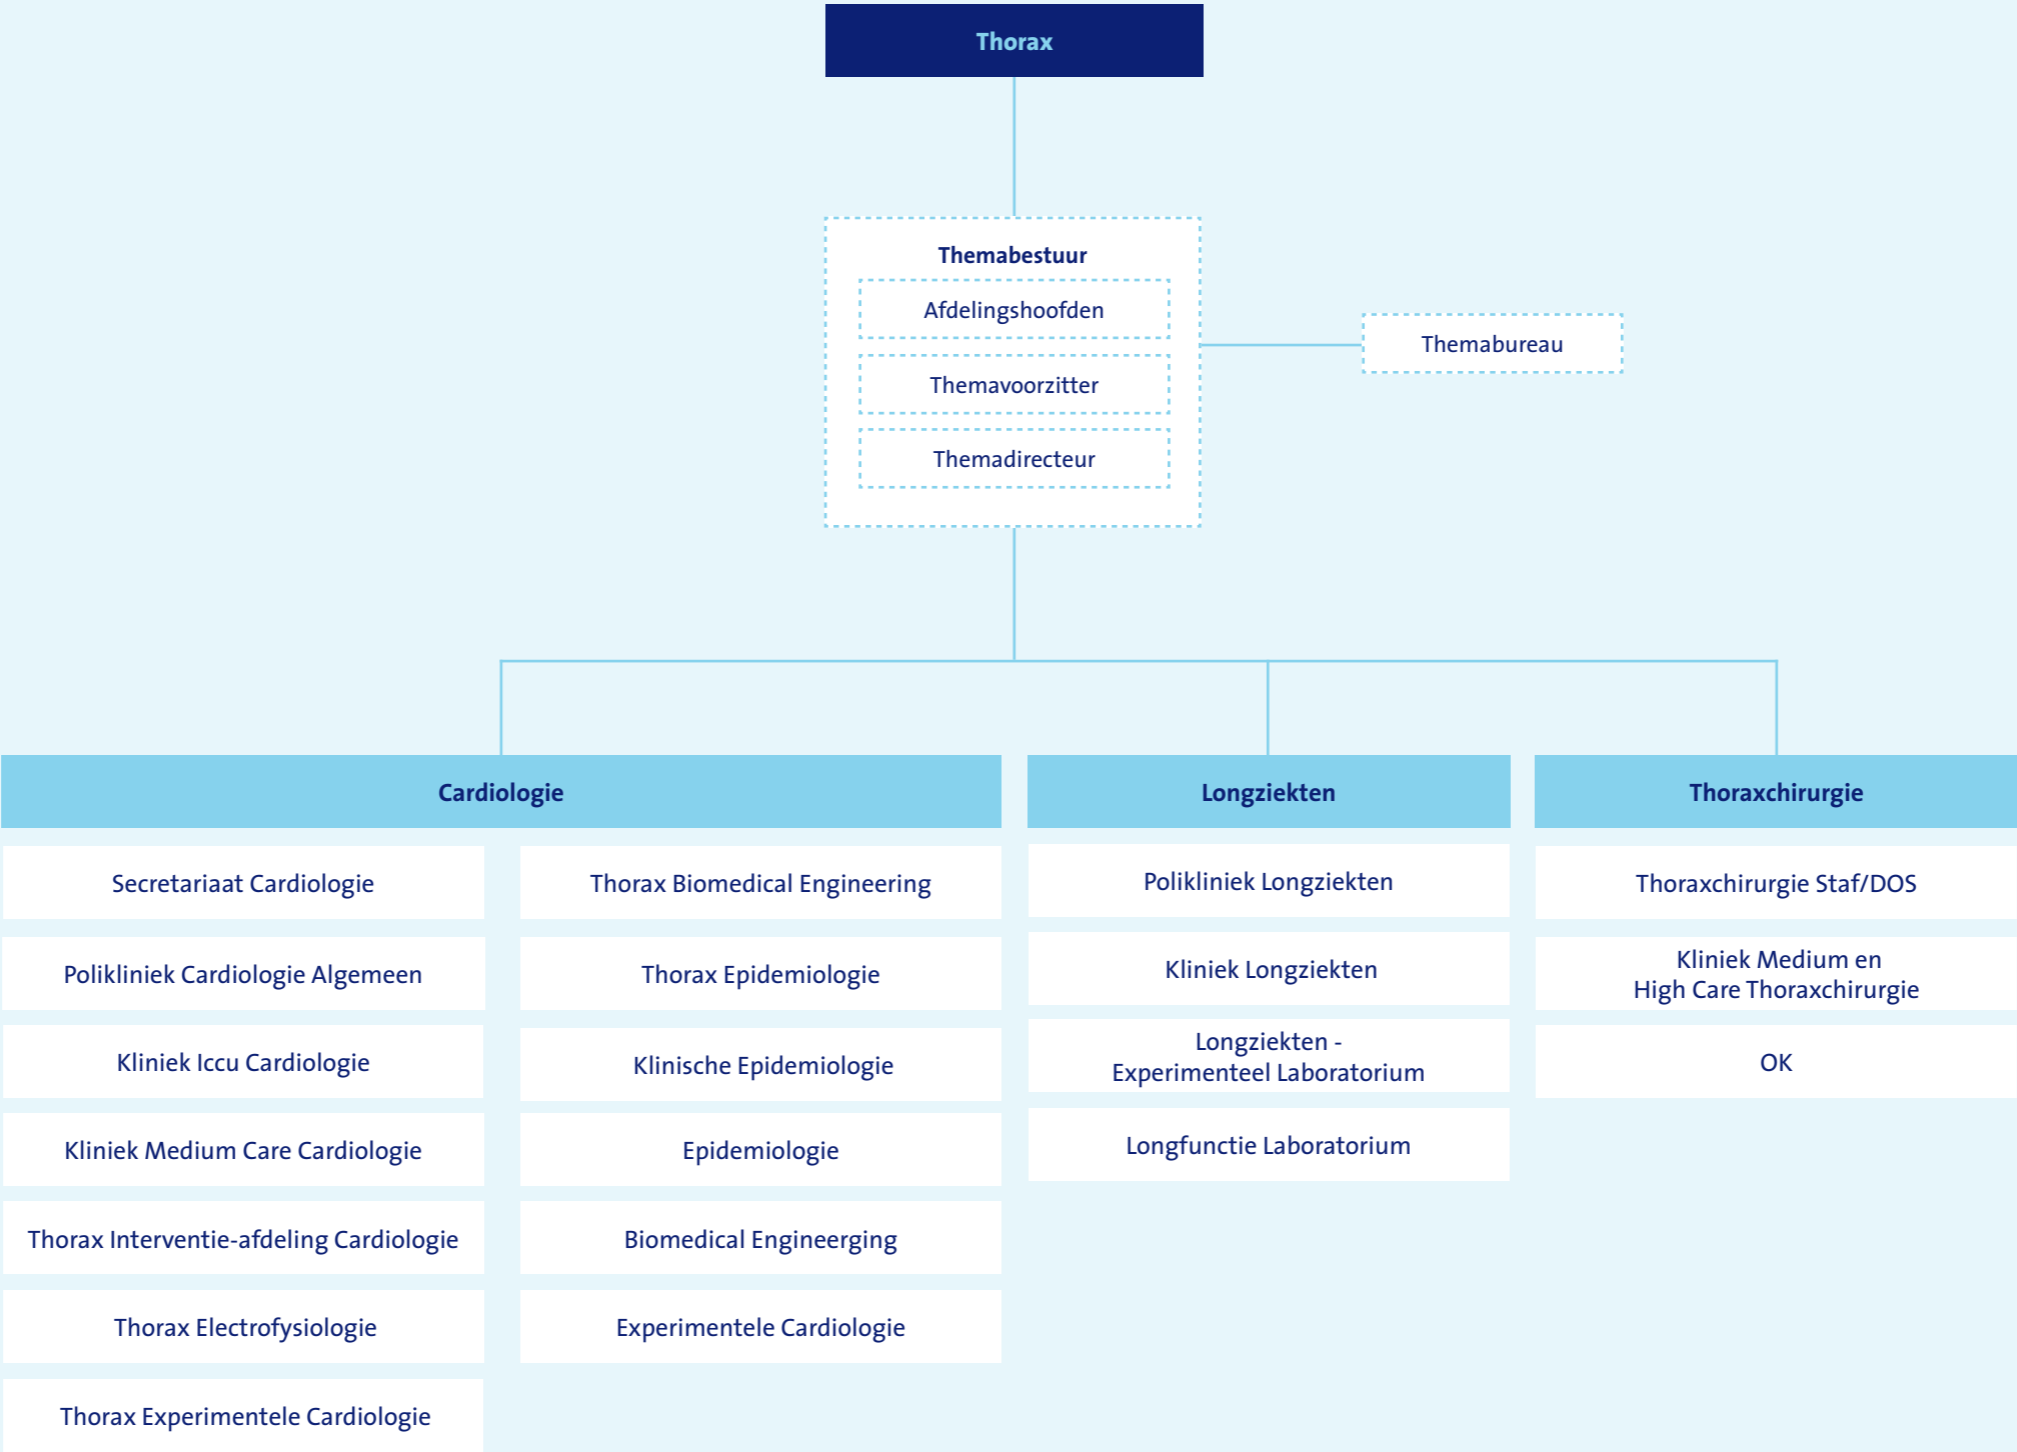 Thorax
Themabestuur
Afdelingshoofden
Themavoorzitter
Themadirecteur
Themabureau
Cardiologie
Secretariaat Cardiologie
Polikliniek Cardiologie Algemeen
Kliniek Iccu Cardiologie
Kliniek Medium Care Cardiologie
Thorax Interventie-afdeling Cardiologie
Thorax Electrofysiologie
Thorax Experimentele Cardiologie
Thorax Biomedical Engineering
Thorax Epidemiologie
Klinische Epidemiologie
Epidemiologie
Biomedical Engineerging
Experimentele Cardiologie
Longziekten
Polikliniek Longziekten
Kliniek Longziekten
Longziekten -
Experimenteel Laboratorium
Longfunctie Laboratorium
Thoraxchirurgie
Thoraxchirurgie Staf/DOS
Kliniek Medium en
High Care Thoraxchirurgie
OK